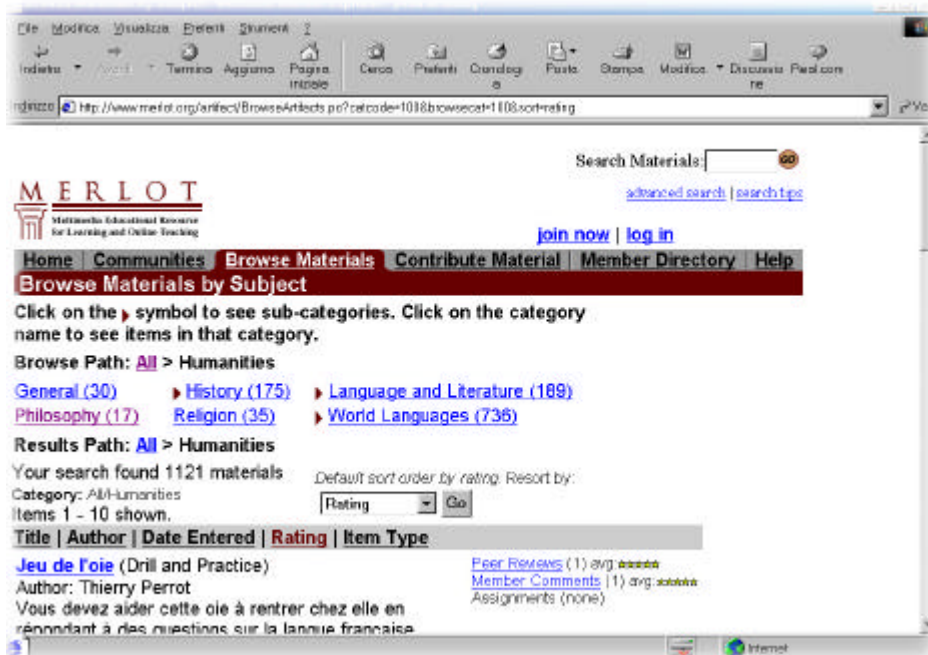 File Modifica Visualizza Preferiti Strumenti ?
Indietro Avanti Termina Aggiorna Pagina iniziale Cerca Preferiti Cronologia Posta Stampa Modifica Discussione Real.com
Indirizzo http://www.merlot.org/artifact/BrowseArtifacts.po?catcode=108&browsecat=108&sort=rating
Search Materials: GO
MERLOT
advanced search | search tips
Multimedia Educational Resource
for Learning and Online Teaching
join now | log in
Home | Communities Browse Materials Contribute Material | Member Directory | Help
Browse Materials by Subject
Click on the symbol to see sub-categories. Click on the category
name to see items in that category.
Browse Path: All > Humanities
General (30) History (175) Language and Literature (189)
Philosophy (17) Religion (35) World Languages (736)
Results Path: All > Humanities
Your search found 1121 materials
Default sort order by rating. Resort by:
Category: All/Humanities
Rating Go
Items 1 - 10 shown.
Title | Author | Date Entered | Rating | Item Type
Jeu de l'oie (Drill and Practice)
Peer Reviews (1) avg:
Author: Thierry Perrot
Member Comments (1) avg:
Assignments (none)
Vous devez aider cette oie à rentrer chez elle en
répondant à des questions sur la langue française
Internet